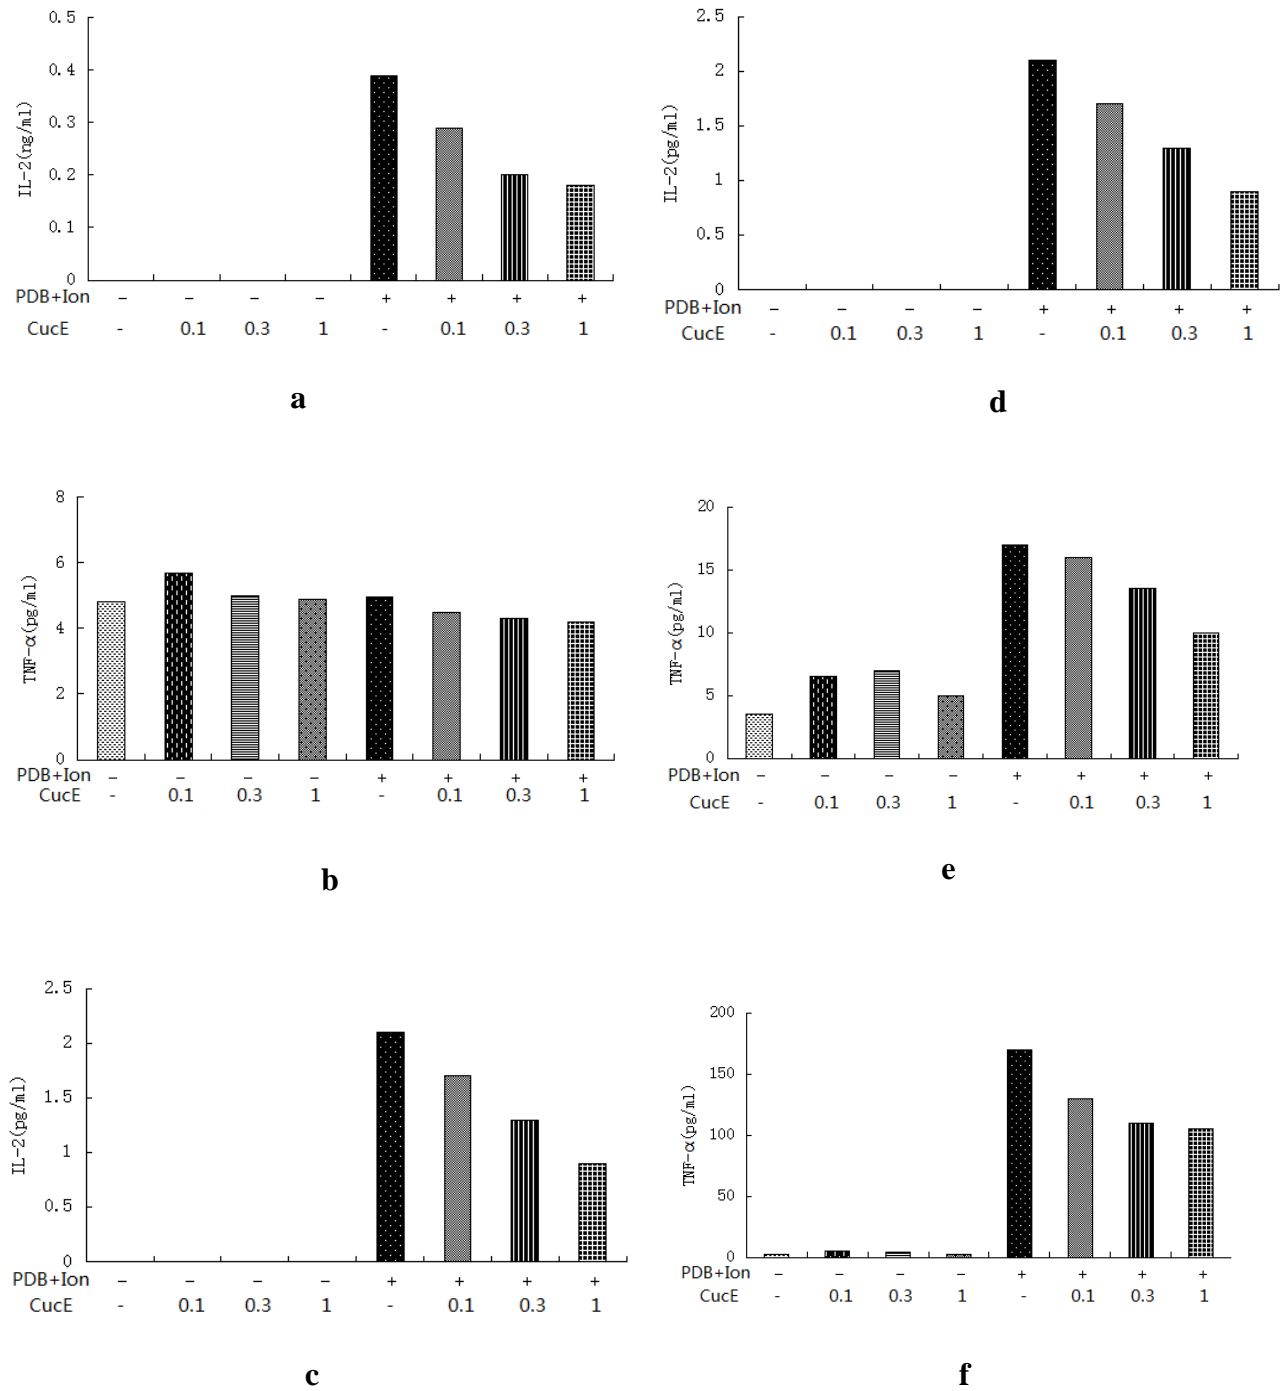 0.5
0.4
0.3
0.2
0.1
0
IL-2(ng/ml)
PDB+Ion – – – – + + + +
CucE - 0.1 0.3 1 - 0.1 0.3 1
a
2.5
2
1.5
1
0.5
0
IL-2(pg/ml)
PDB+Ion – – – – + + + +
CucE - 0.1 0.3 1 - 0.1 0.3 1
d
8
6
4
2
0
TNF-α(pg/ml)
PDB+Ion – – – – + + + +
CucE - 0.1 0.3 1 - 0.1 0.3 1
b
20
15
10
5
0
TNF-α(pg/ml)
PDB+Ion – – – – + + + +
CucE - 0.1 0.3 1 - 0.1 0.3 1
e
2.5
2
1.5
1
0.5
0
IL-2(pg/ml)
PDB+Ion – – – – + + + +
CucE - 0.1 0.3 1 - 0.1 0.3 1
c
200
150
100
50
0
TNF-α(pg/ml)
PDB+Ion – – – – + + + +
CucE - 0.1 0.3 1 - 0.1 0.3 1
f